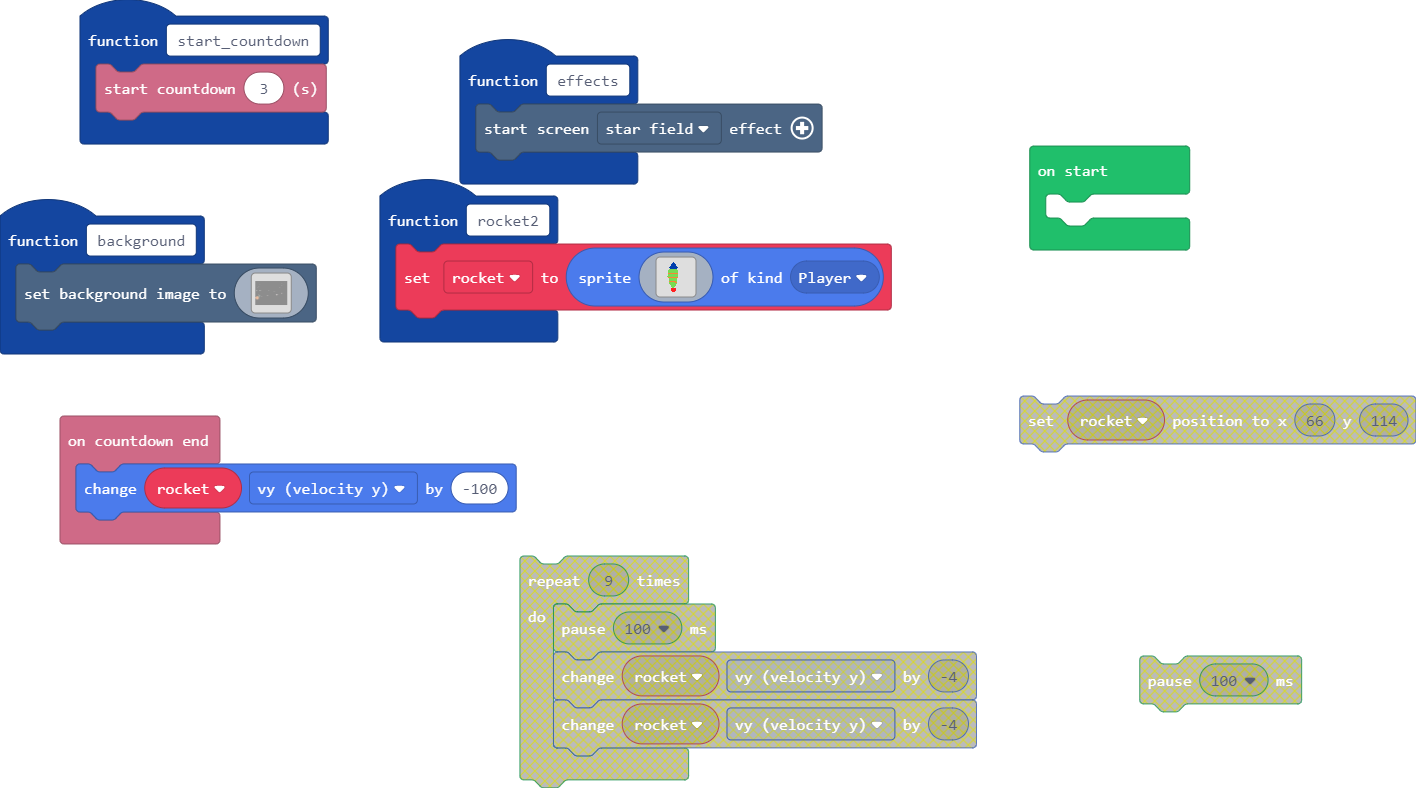 function start_countdown
start countdown 3 (s)
function effects
start screen star field effect
on start
function background
set background image to
function rocket2
set rocket to sprite of kind Player
set rocket position to x 66 y 114
on countdown end
change rocket vy (velocity y) by -100
repeat 9 times
do
pause 100 ms
change rocket vy (velocity y) by -4
change rocket vy (velocity y) by -4
pause 100 ms